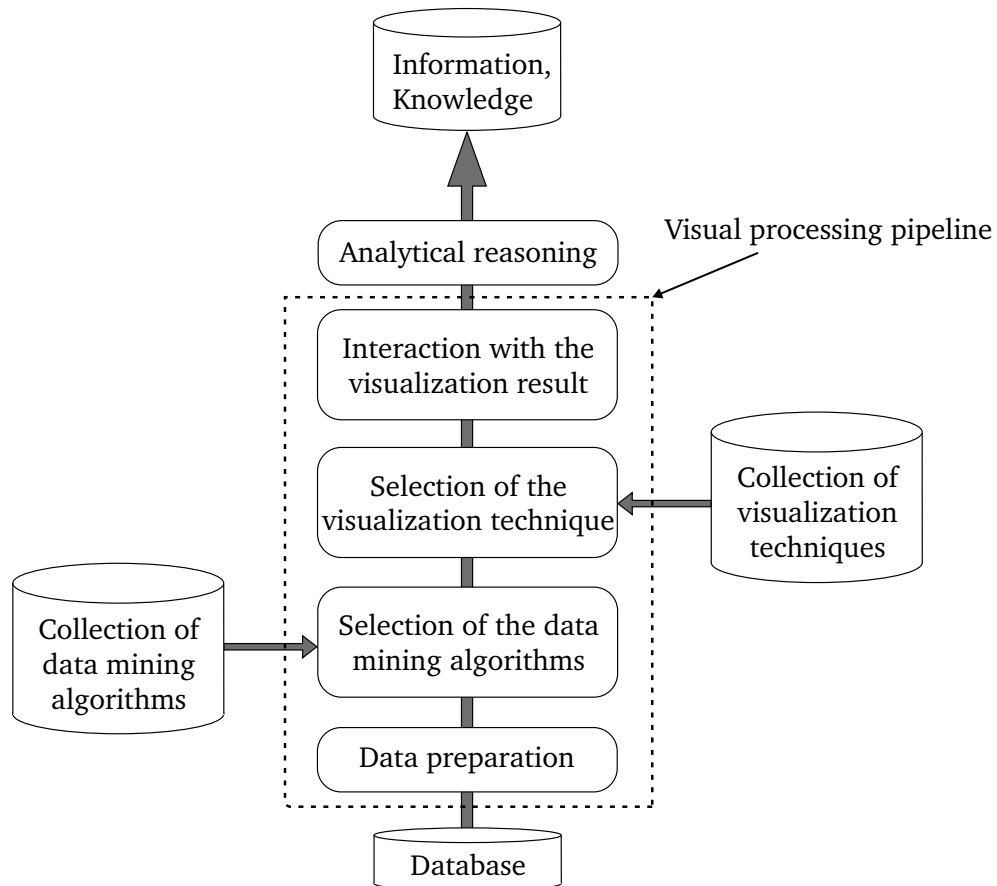 Information,
Knowledge
Visual processing pipeline
Analytical reasoning
Interaction with the
visualization result
Selection of the
visualization technique
Collection of
visualization
techniques
Collection of
data mining
algorithms
Selection of the data
mining algorithms
Data preparation
Database